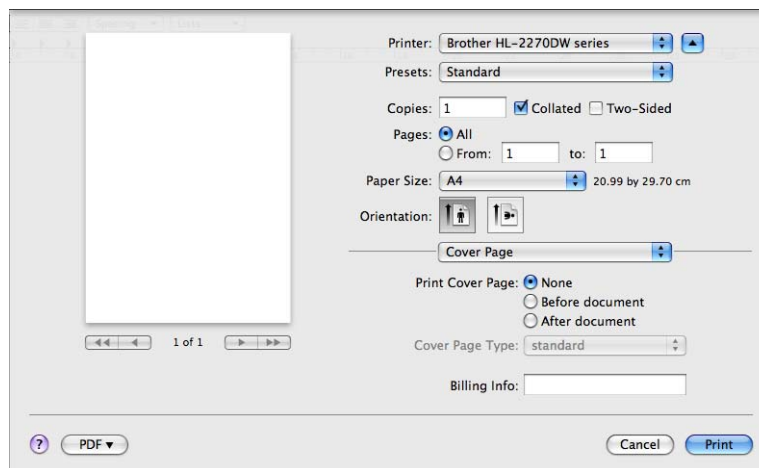 Spacing Lists
Printer: Brother HL-2270DW series
Presets: Standard
Copies: 1 Collated Two-Sided
Pages: All
From: 1 to: 1
Paper Size: A4 20.99 by 29.70 cm
Orientation:
Cover Page
Print Cover Page: None
Before document
After document
1 of 1
Cover Page Type: standard
Billing Info:
? PDF Cancel Print